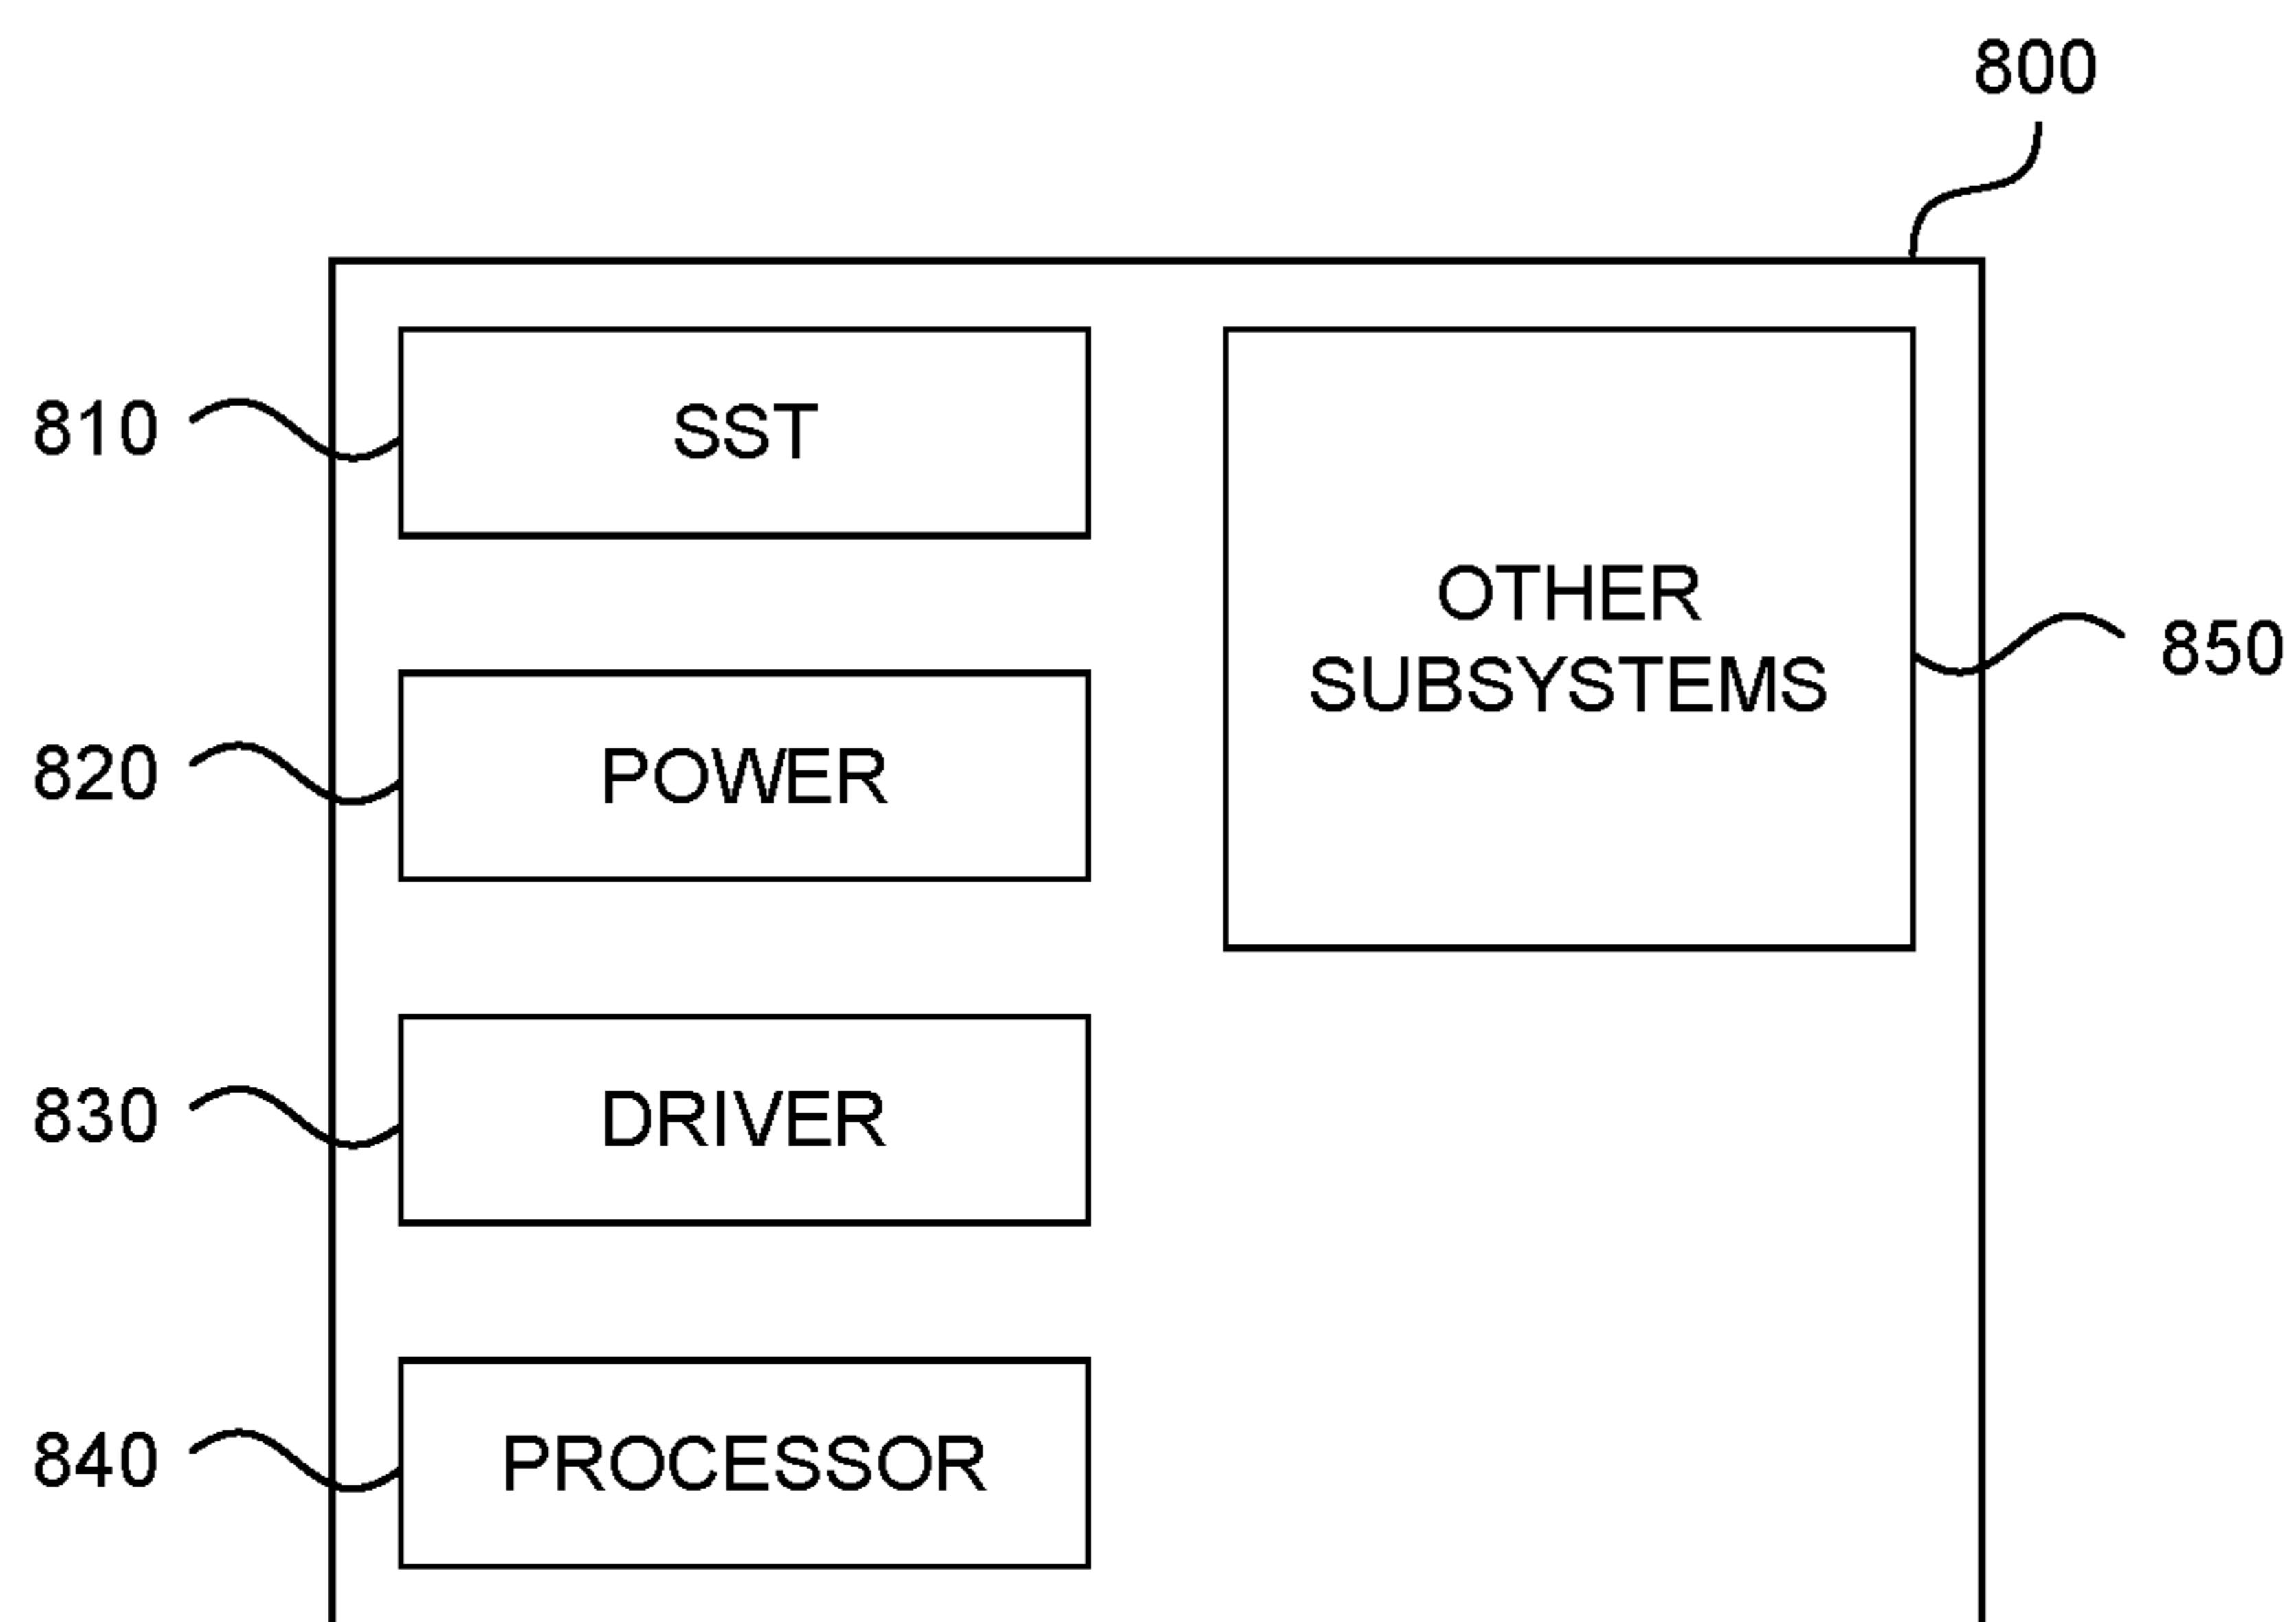 800
810
SST
OTHER
SUBSYSTEMS
850
820
POWER
830
DRIVER
840
PROCESSOR